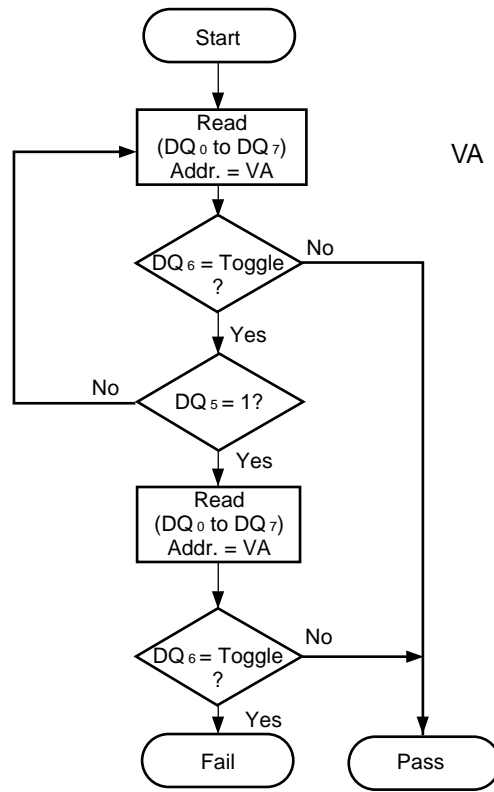 Start
Read
(DQ₀ to DQ₇)
Addr. = VA
VA
DQ₆ = Toggle
?
No
Yes
No
DQ₅ = 1?
Yes
Read
(DQ₀ to DQ₇)
Addr. = VA
DQ₆ = Toggle
?
No
Yes
Fail
Pass